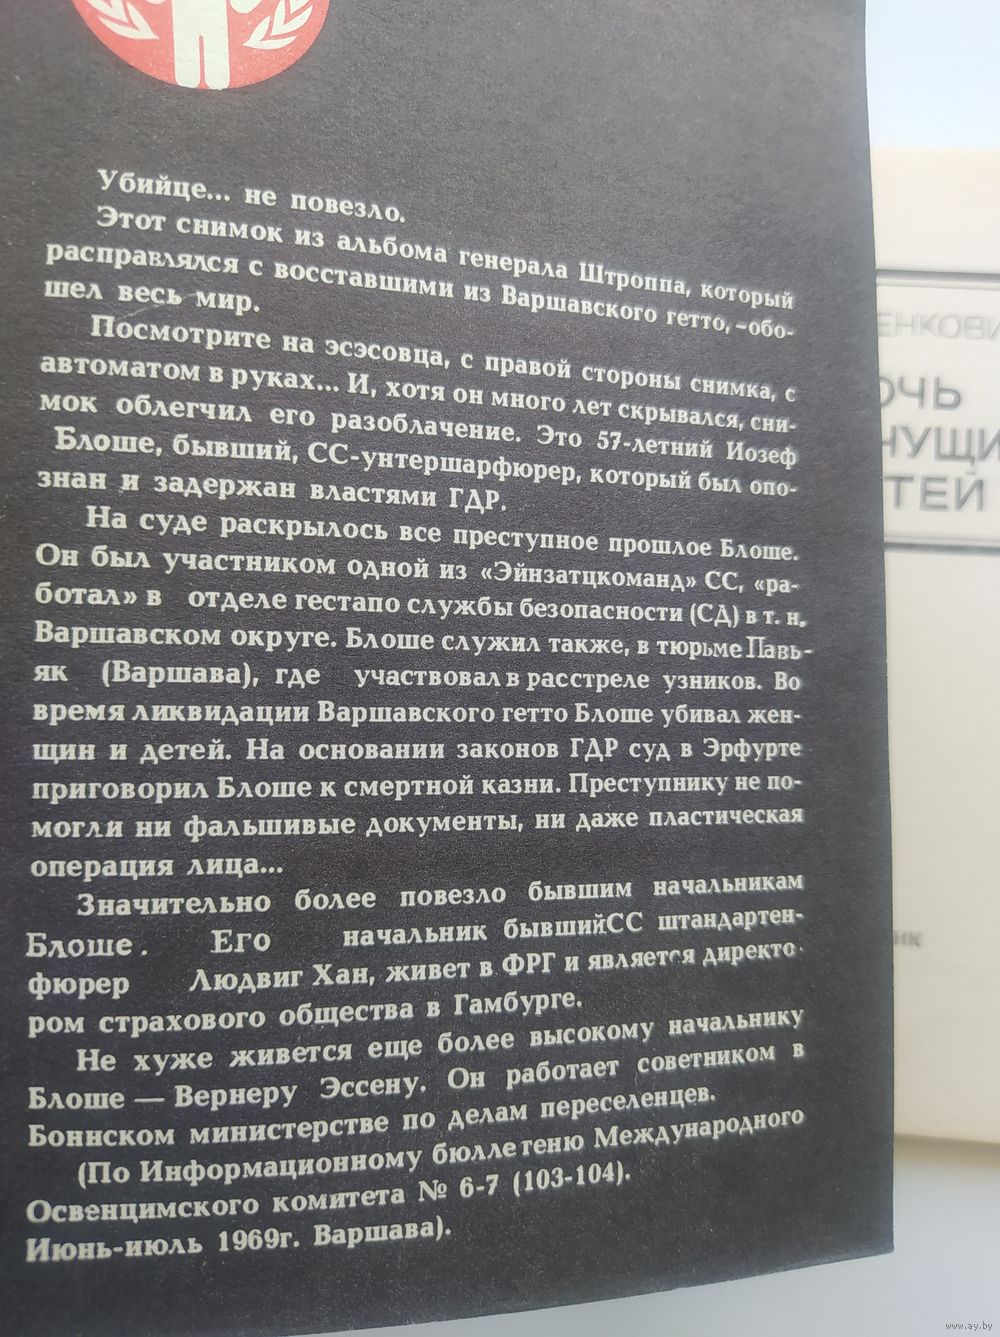 Убийце... не повезло.
Этот снимок из альбома генерала Штроппа, который
расправлялся с восставшими из Варшавского гетто, -обо-
шел весь мир.
Посмотрите на эсэсовца, с правой стороны снимка, с
автоматом в руках... И, хотя он много лет скрывался, сни-
мок облегчил его разоблачение. Это 57-летний Иозеф
Блоше, бывший, СС-унтершарфюрер, который был опо-
знан и задержан властями ГДР.
На суде раскрылось все преступное прошлое Блоше.
Он был участником одной из «Эйнзатцкоманд» СС, «ра-
ботал» в отделе гестапо службы безопасности (СД) в т. н.
Варшавском округе. Блоше служил также, в тюрьме Павь-
як (Варшава), где участвовал в расстреле узников. Во
время ликвидации Варшавского гетто Блоше убивал жен-
щин и детей. На основании законов ГДР суд в Эрфурте
приговорил Блоше к смертной казни. Преступнику не по-
могли ни фальшивые документы, ни даже пластическая
операция лица...
Значительно более повезло бывшим начальникам
Блоше. Его начальник бывший СС штандартен-
фюрер Людвиг Хан, живет в ФРГ и является директо-
ром страхового общества в Гамбурге.
Не хуже живется еще более высокому начальнику
Блоше — Вернеру Эссену. Он работает советником в
Боннском министерстве по делам переселенцев.
(По Информационному бюллетеню Международного
Освенцимского комитета № 6-7 (103-104).
Июнь-июль 1969г. Варшава).
ЕНКОВИ
ОЧЬ
НУЩИ
ТЕЙ
ик
www.ay.by